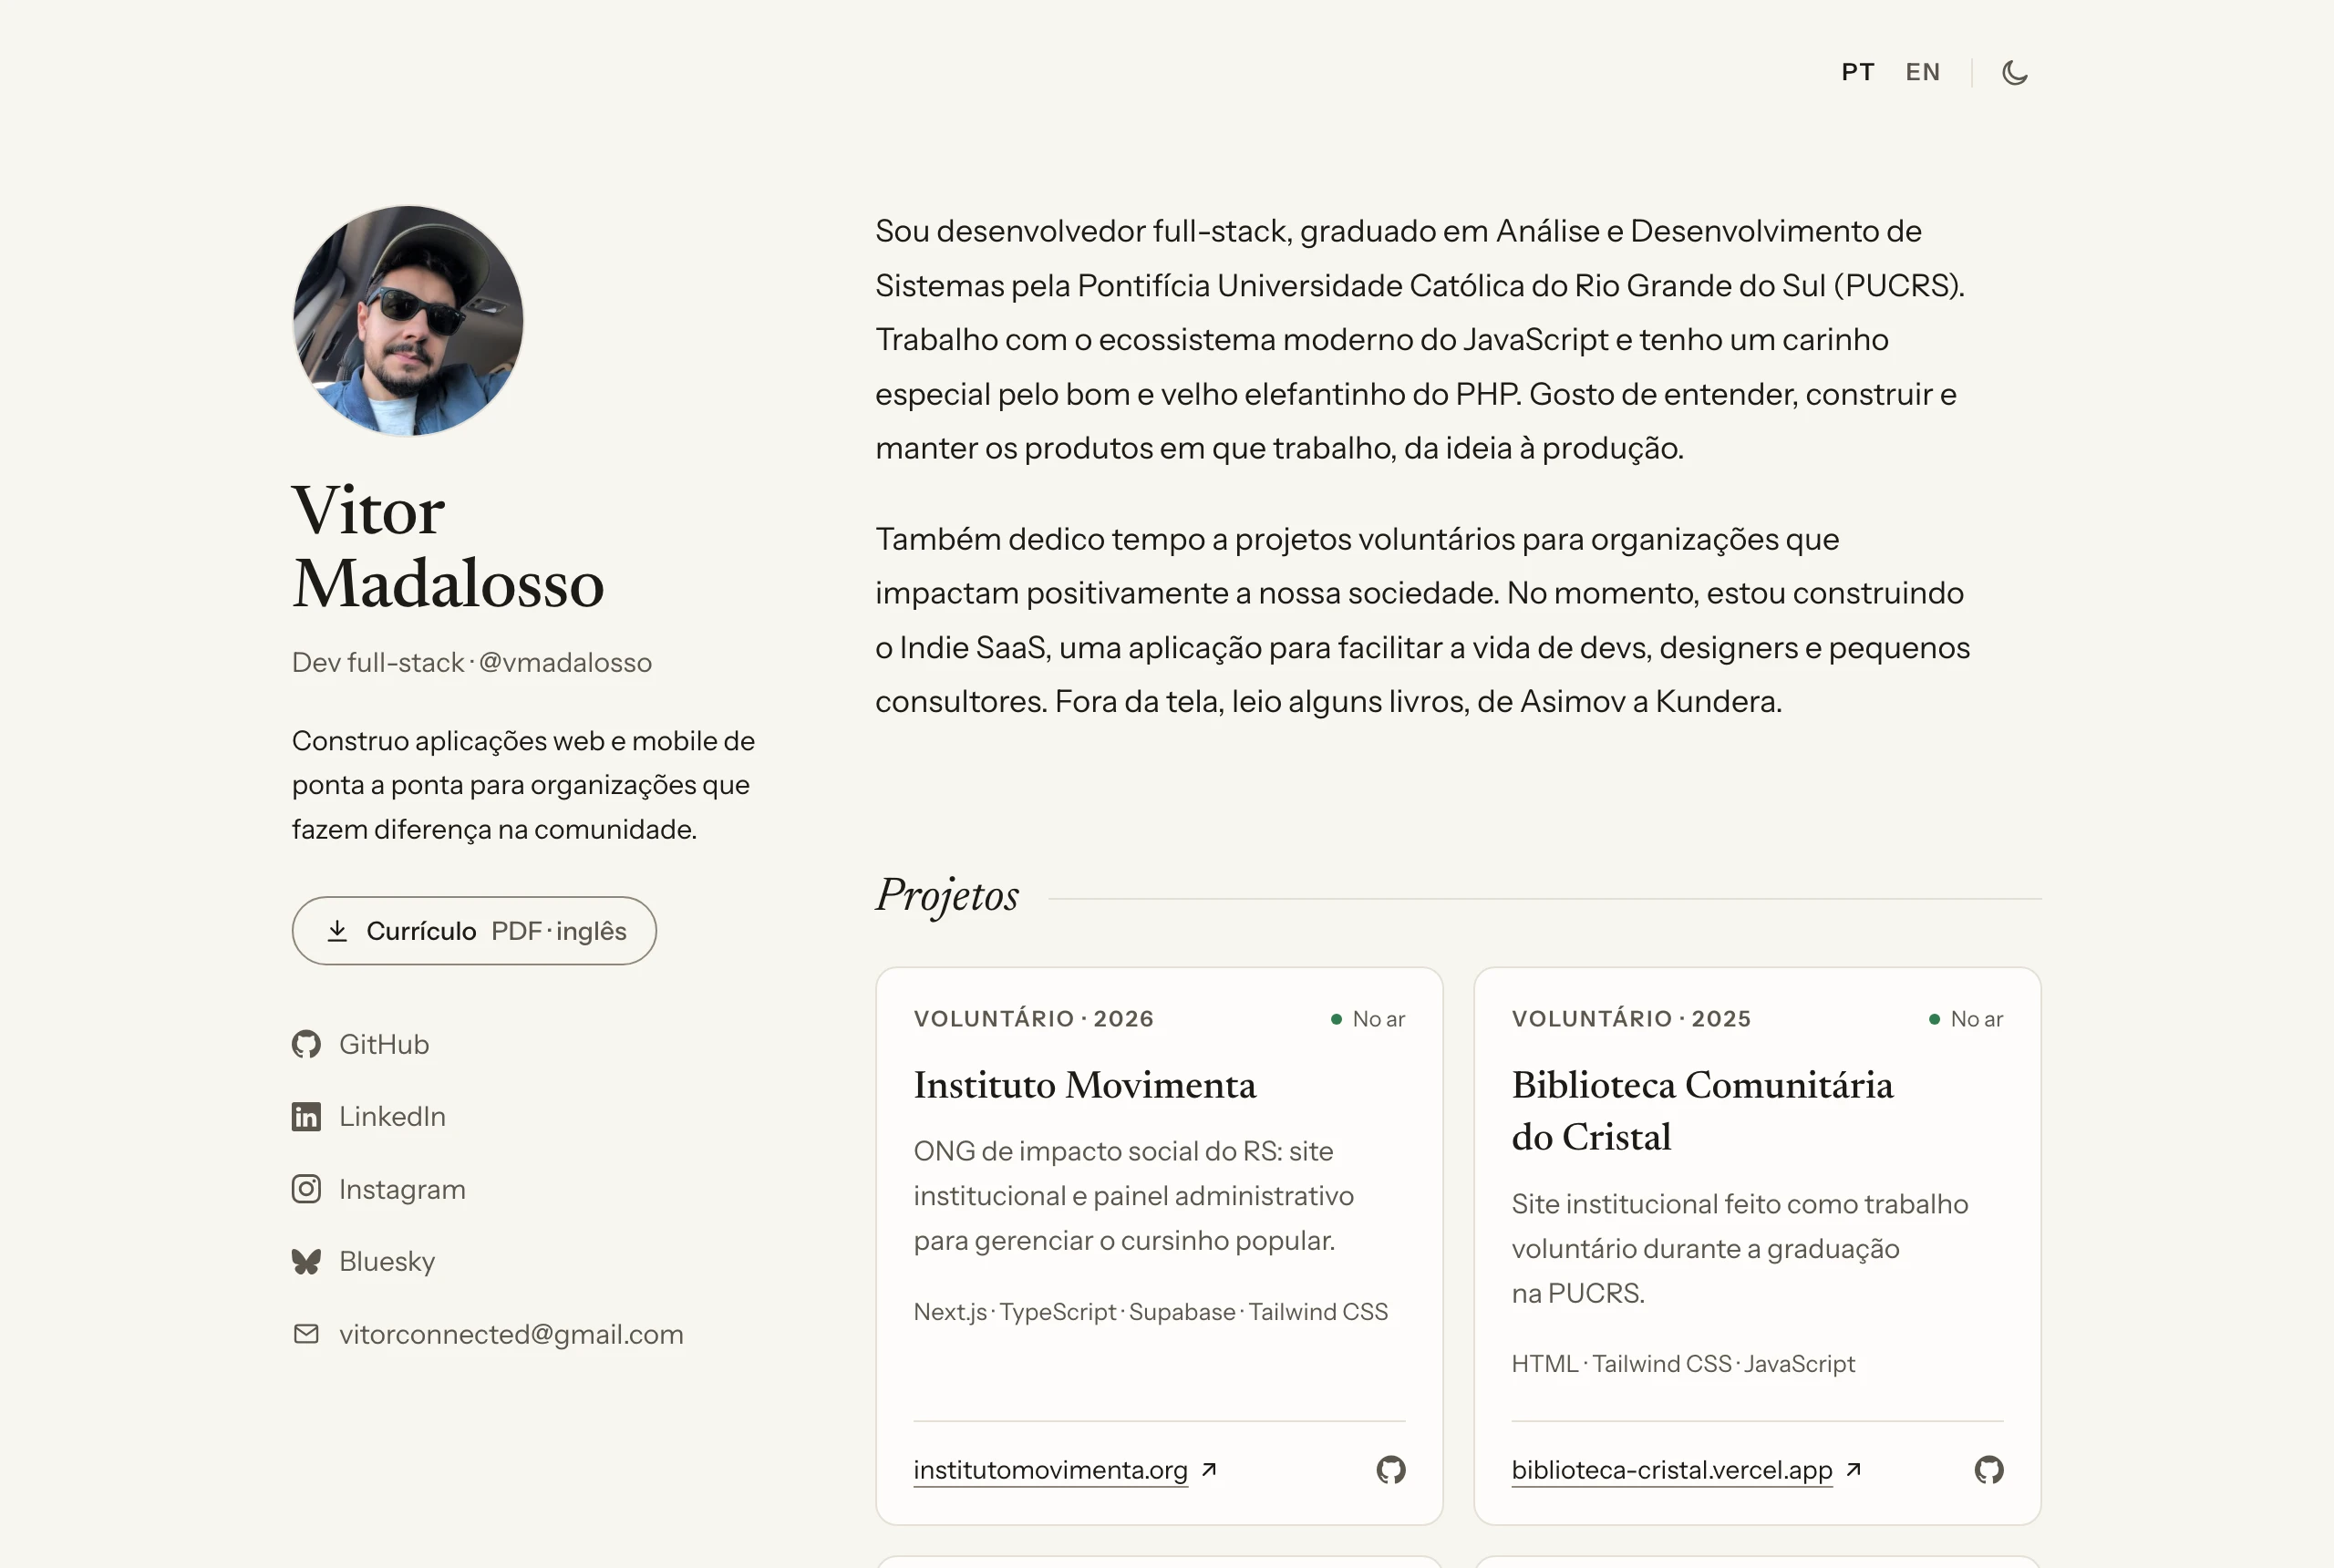 PT EN
Vitor
Madalosso
Dev full-stack · @vmadalosso
Construo aplicações web e mobile de
ponta a ponta para organizações que
fazem diferença na comunidade.
Currículo PDF · inglês
GitHub
LinkedIn
Instagram
Bluesky
vitorconnected@gmail.com
Sou desenvolvedor full-stack, graduado em Análise e Desenvolvimento de
Sistemas pela Pontifícia Universidade Católica do Rio Grande do Sul (PUCRS).
Trabalho com o ecossistema moderno do JavaScript e tenho um carinho
especial pelo bom e velho elefantinho do PHP. Gosto de entender, construir e
manter os produtos em que trabalho, da ideia à produção.
Também dedico tempo a projetos voluntários para organizações que
impactam positivamente a nossa sociedade. No momento, estou construindo
o Indie SaaS, uma aplicação para facilitar a vida de devs, designers e pequenos
consultores. Fora da tela, leio alguns livros, de Asimov a Kundera.
Projetos
VOLUNTÁRIO · 2026 No ar
Instituto Movimenta
ONG de impacto social do RS: site
institucional e painel administrativo
para gerenciar o cursinho popular.
Next.js · TypeScript · Supabase · Tailwind CSS
institutomovimenta.org
VOLUNTÁRIO · 2025 No ar
Biblioteca Comunitária
do Cristal
Site institucional feito como trabalho
voluntário durante a graduação
na PUCRS.
HTML · Tailwind CSS · JavaScript
biblioteca-cristal.vercel.app